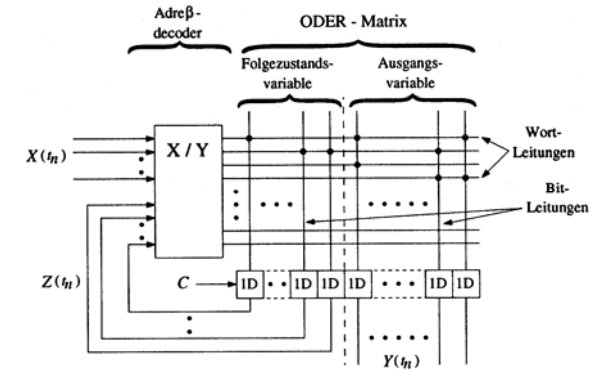 Adreβ-
decoder
ODER - Matrix
Folgezustands-
variable
Ausgangs-
variable
X(tₙ)
X / Y
Wort-
Leitungen
Bit-
Leitungen
Z(tₙ)
C
1D 1D 1D 1D 1D 1D
Y(tₙ)